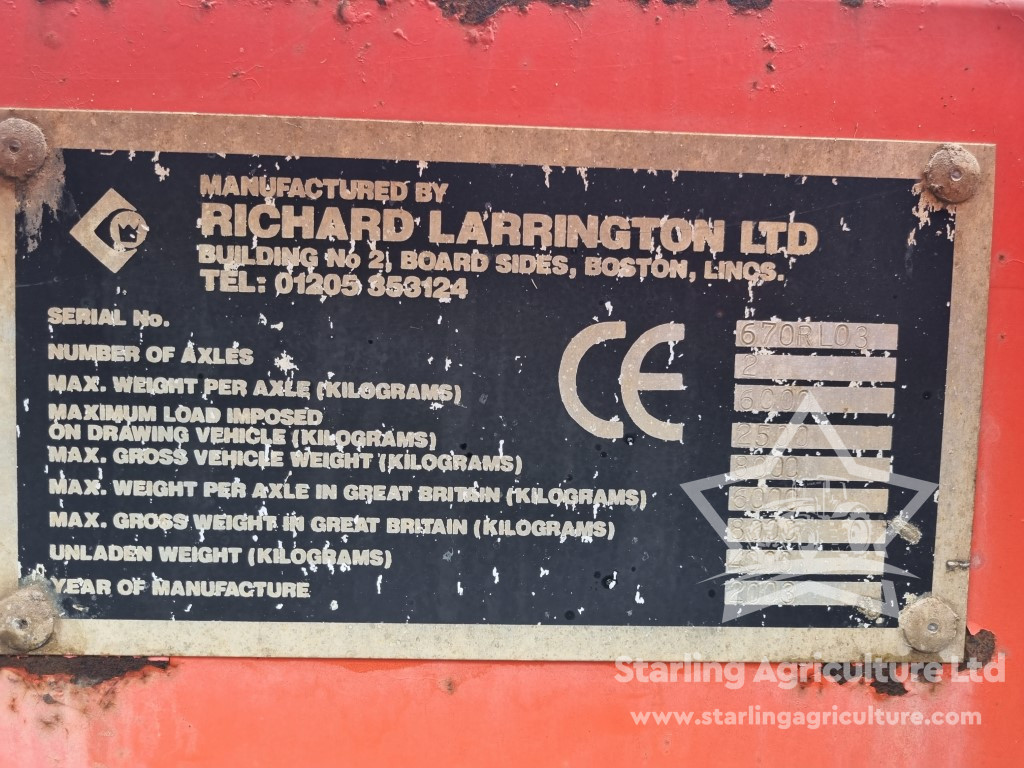 MANUFACTURED BY
RICHARD LARRINGTON LTD
BUILDING No 2, BOARD SIDES, BOSTON, LINCS.
TEL: 01205 353124
SERIAL No. 670RL03
NUMBER OF AXLES 2
MAX. WEIGHT PER AXLE (KILOGRAMS) 6000
MAXIMUM LOAD IMPOSED
ON DRAWING VEHICLE (KILOGRAMS)
MAX. GROSS VEHICLE WEIGHT (KILOGRAMS)
MAX. WEIGHT PER AXLE IN GREAT BRITAIN (KILOGRAMS)
MAX. GROSS WEIGHT IN GREAT BRITAIN (KILOGRAMS)
UNLADEN WEIGHT (KILOGRAMS)
YEAR OF MANUFACTURE
CE
Starling Agriculture Ltd
www.starlingagriculture.com